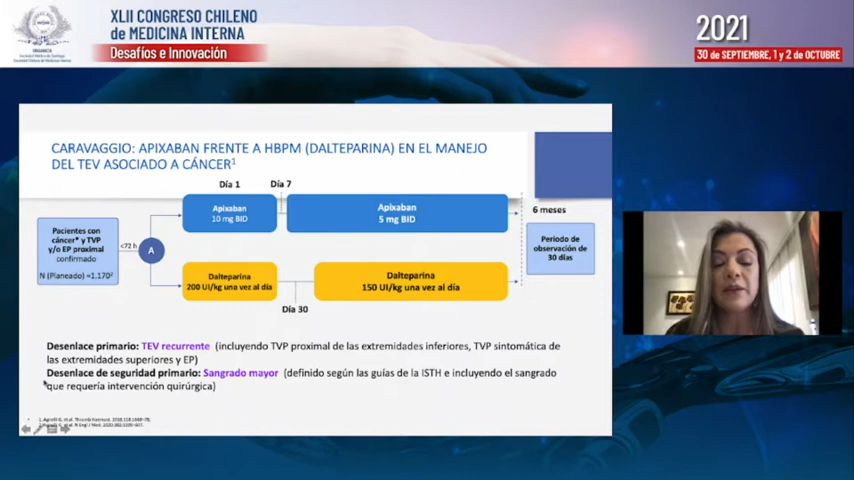 XLII CONGRESO CHILENO
de MEDICINA INTERNA
Desafíos e Innovación
2021
30 de SEPTIEMBRE, 1 y 2 de OCTUBRE
CARAVAGGIO: APIXABAN FRENTE A HBPM (DALTEPARINA) EN EL MANEJO
DEL TEV ASOCIADO A CÁNCER¹
Día 1
Día 7
Apixaban
10 mg BID
Apixaban
5 mg BID
6 meses
Pacientes con
cáncer* y TVP
y/o EP proximal
confirmado
N (Planeado) =1.170²
<72 h
A
Periodo de
observación de
30 días
Dalteparina
200 UI/kg una vez al día
Dalteparina
150 UI/kg una vez al día
Día 30
Desenlace primario: TEV recurrente (incluyendo TVP proximal de las extremidades inferiores, TVP sintomática de
las extremidades superiores y EP)
Desenlace de seguridad primario: Sangrado mayor (definido según las guías de la ISTH e incluyendo el sangrado
que requería intervención quirúrgica)